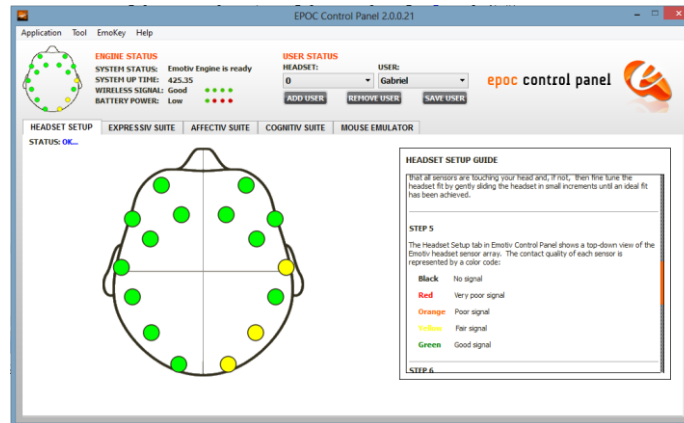 EPOC Control Panel 2.0.0.21
Application Tool EmoKey Help
ENGINE STATUS
SYSTEM STATUS: Emotiv Engine is ready
SYSTEM UP TIME: 425.35
WIRELESS SIGNAL: Good
BATTERY POWER: Low
USER STATUS
HEADSET: USER:
0 Gabriel
ADD USER REMOVE USER SAVE USER
epoc control panel
HEADSET SETUP EXPRESSIV SUITE AFFECTIV SUITE COGNITIV SUITE MOUSE EMULATOR
STATUS: OK...
HEADSET SETUP GUIDE
that all sensors are touching your head and, if not, then fine tune the
headset fit by gently sliding the headset in small increments until an ideal fit
has been achieved.
STEP 5
The Headset Setup tab in Emotiv Control Panel shows a top-down view of the
Emotiv headset sensor array. The contact quality of each sensor is
represented by a color code:
Black No signal
Red Very poor signal
Orange Poor signal
Yellow Fair signal
Green Good signal
STEP 6